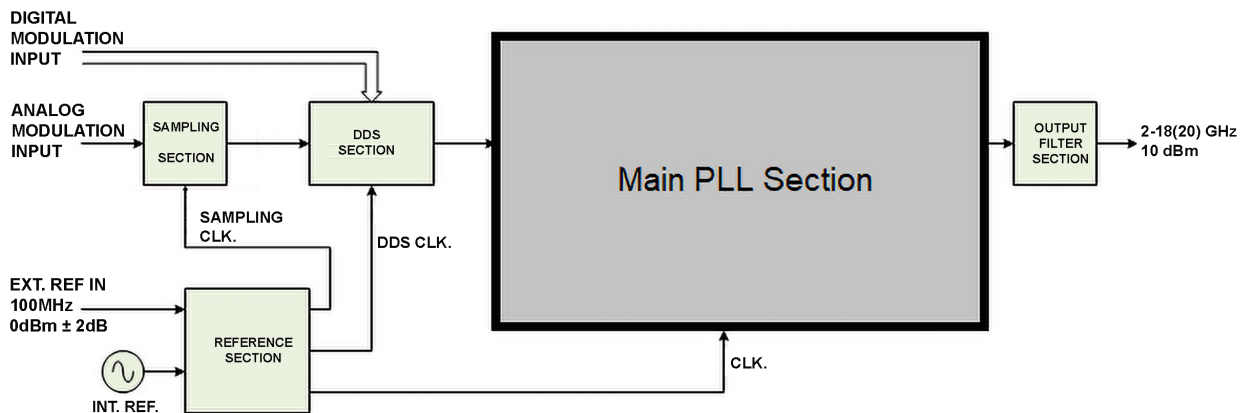 DIGITAL
MODULATION
INPUT
ANALOG
MODULATION
INPUT
SAMPLING
SECTION
DDS
SECTION
Main PLL Section
OUTPUT
FILTER
SECTION
2-18(20) GHz
10 dBm
SAMPLING
CLK.
DDS CLK.
EXT. REF IN
100MHz
0dBm ± 2dB
REFERENCE
SECTION
CLK.
INT. REF.